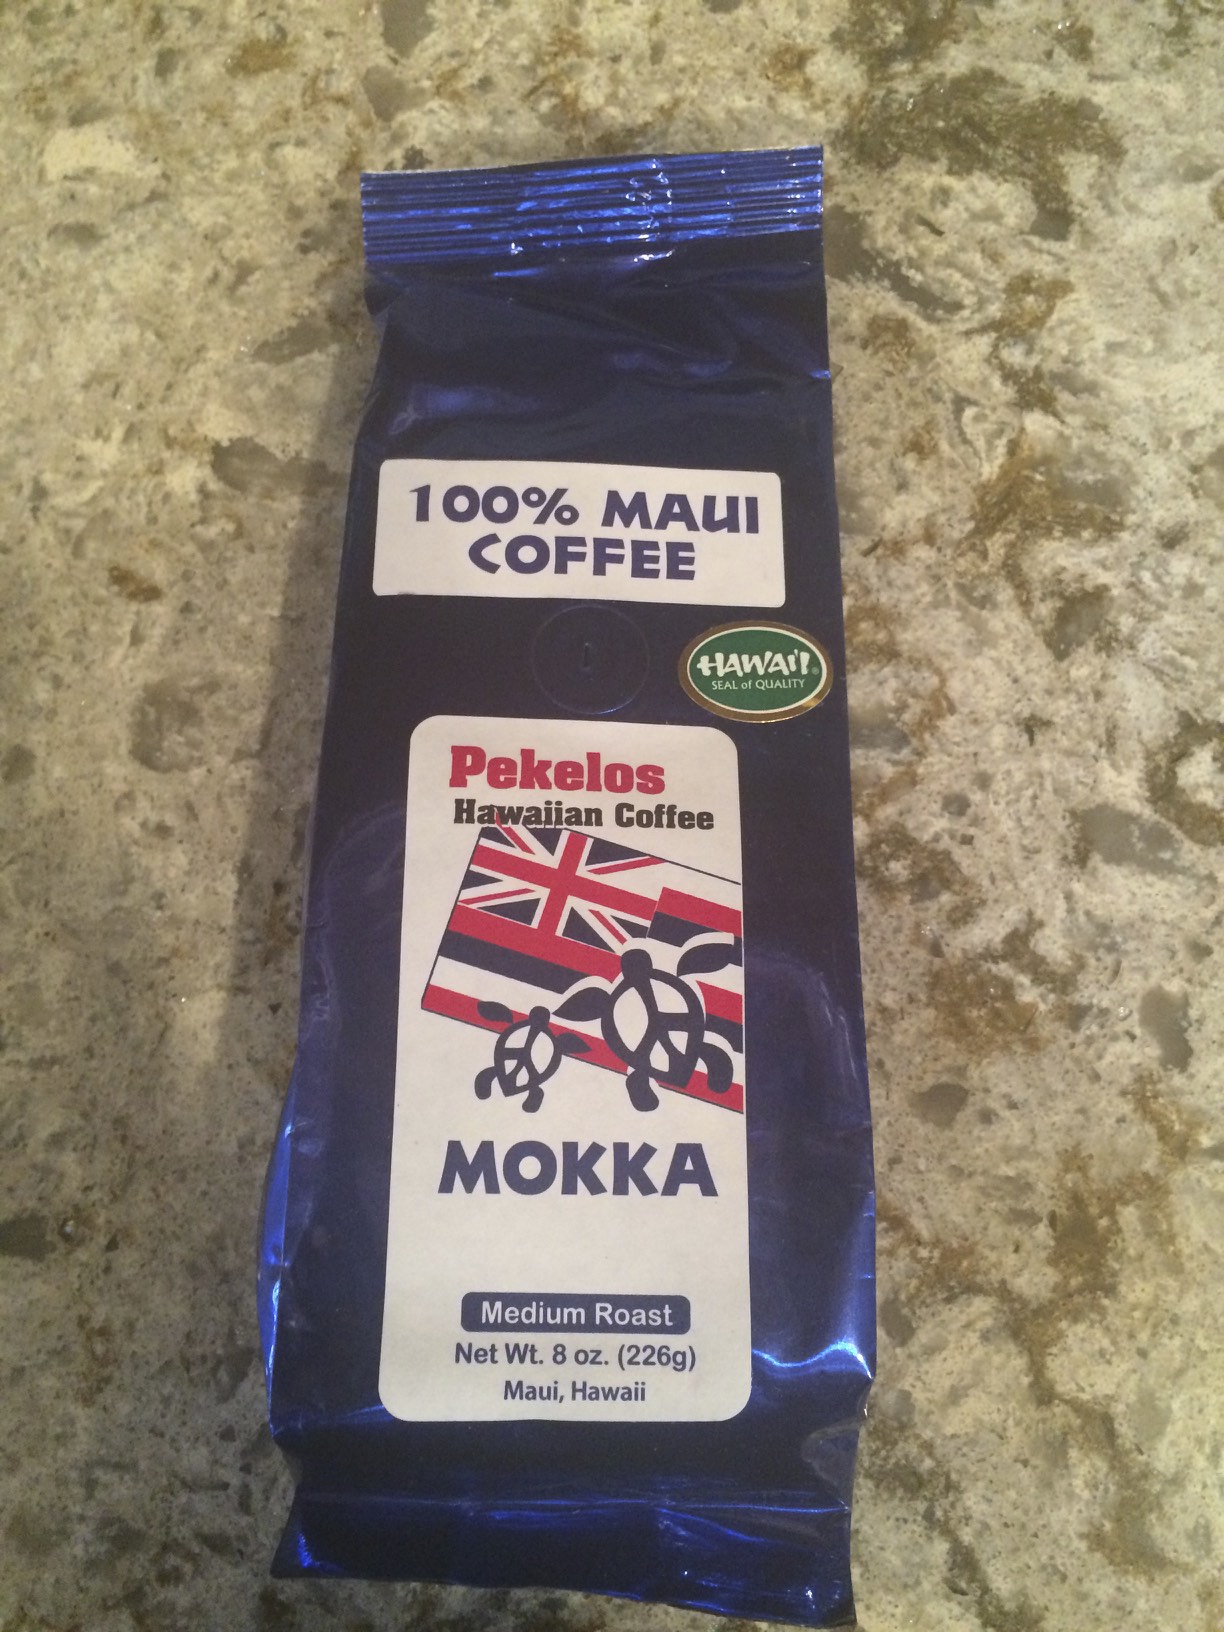 100% MAUI
COFFEE
HAWAI'I®
SEAL of QUALITY
Pekelos
Hawaiian Coffee
MOKKA
Medium Roast
Net Wt. 8 oz. (226g)
Maui, Hawaii